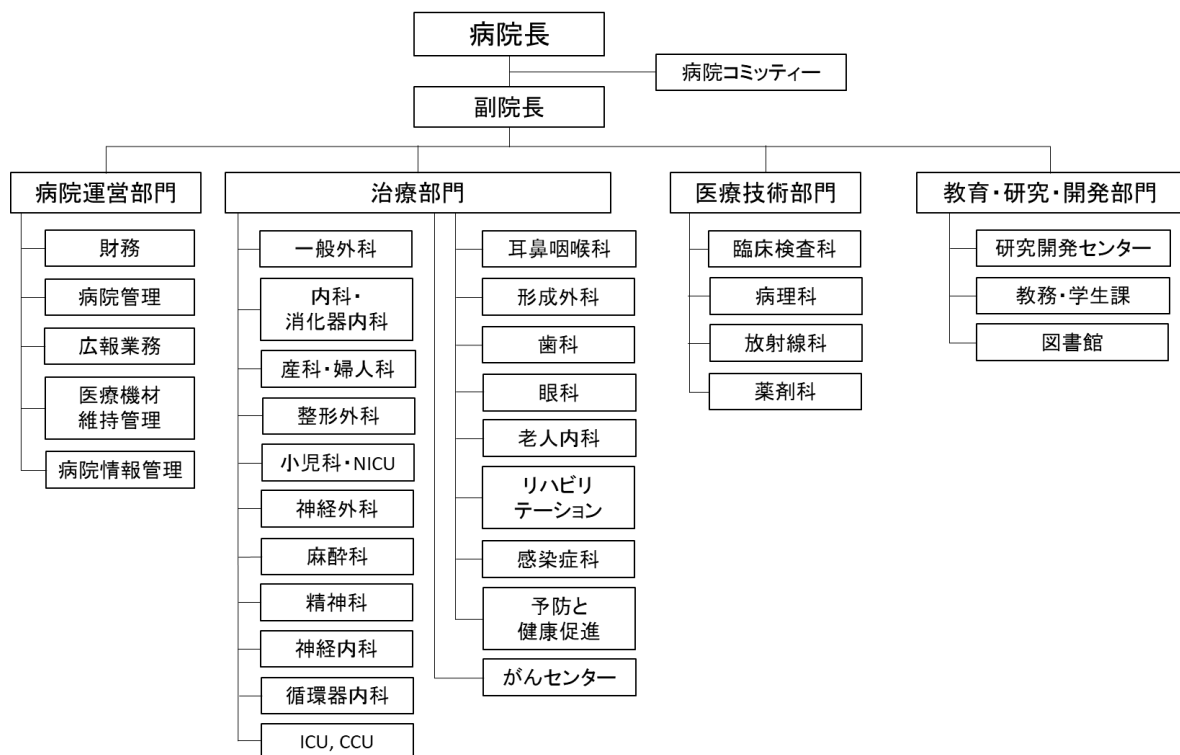 病院長
病院コミッティー
副院長
病院運営部門
財務
病院管理
広報業務
医療機材
維持管理
病院情報管理
治療部門
一般外科
内科・
消化器内科
産科・婦人科
整形外科
小児科・NICU
神経外科
麻酔科
精神科
神経内科
循環器内科
ICU, CCU
耳鼻咽喉科
形成外科
歯科
眼科
老人内科
リハビリ
テーション
感染症科
予防と
健康促進
がんセンター
医療技術部門
臨床検査科
病理科
放射線科
薬剤科
教育・研究・開発部門
研究開発センター
教務・学生課
図書館